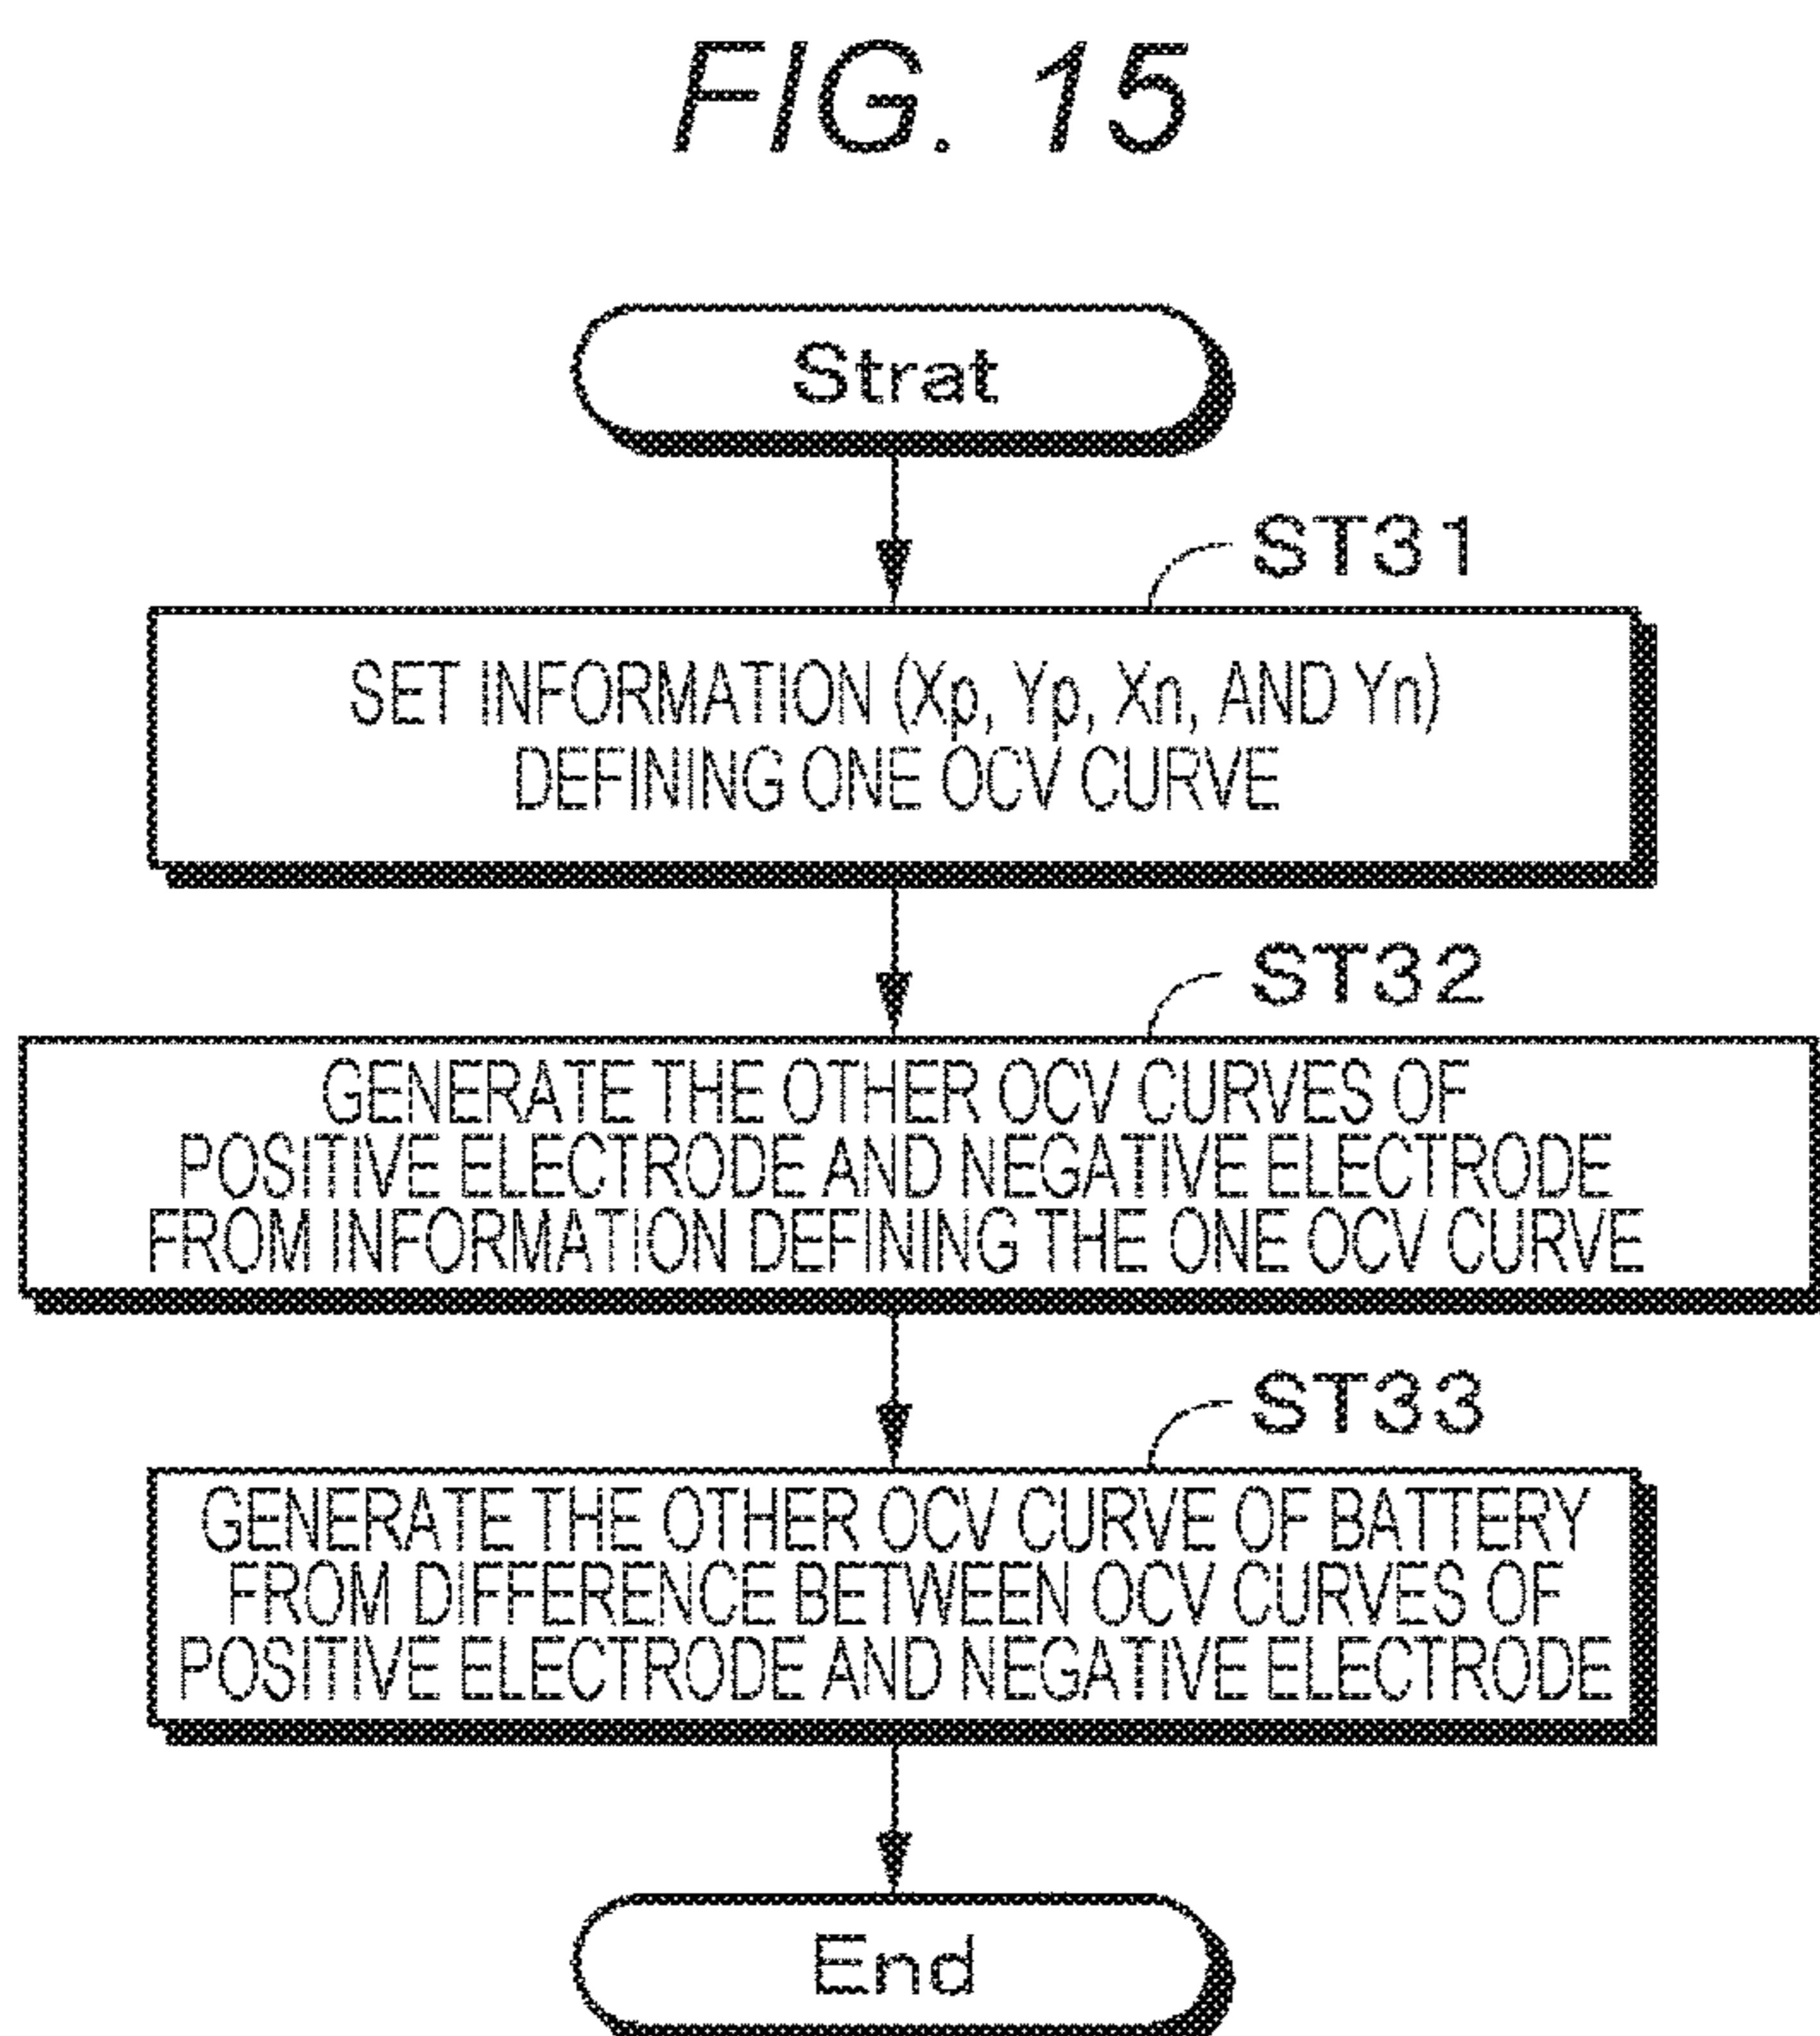 FIG. 15
Strat
ST31
SET INFORMATION (Xp, Yp, Xn, AND Yn)
DEFINING ONE OCV CURVE
ST32
GENERATE THE OTHER OCV CURVES OF
POSITIVE ELECTRODE AND NEGATIVE ELECTRODE
FROM INFORMATION DEFINING THE ONE OCV CURVE
ST33
GENERATE THE OTHER OCV CURVE OF BATTERY
FROM DIFFERENCE BETWEEN OCV CURVES OF
POSITIVE ELECTRODE AND NEGATIVE ELECTRODE
End